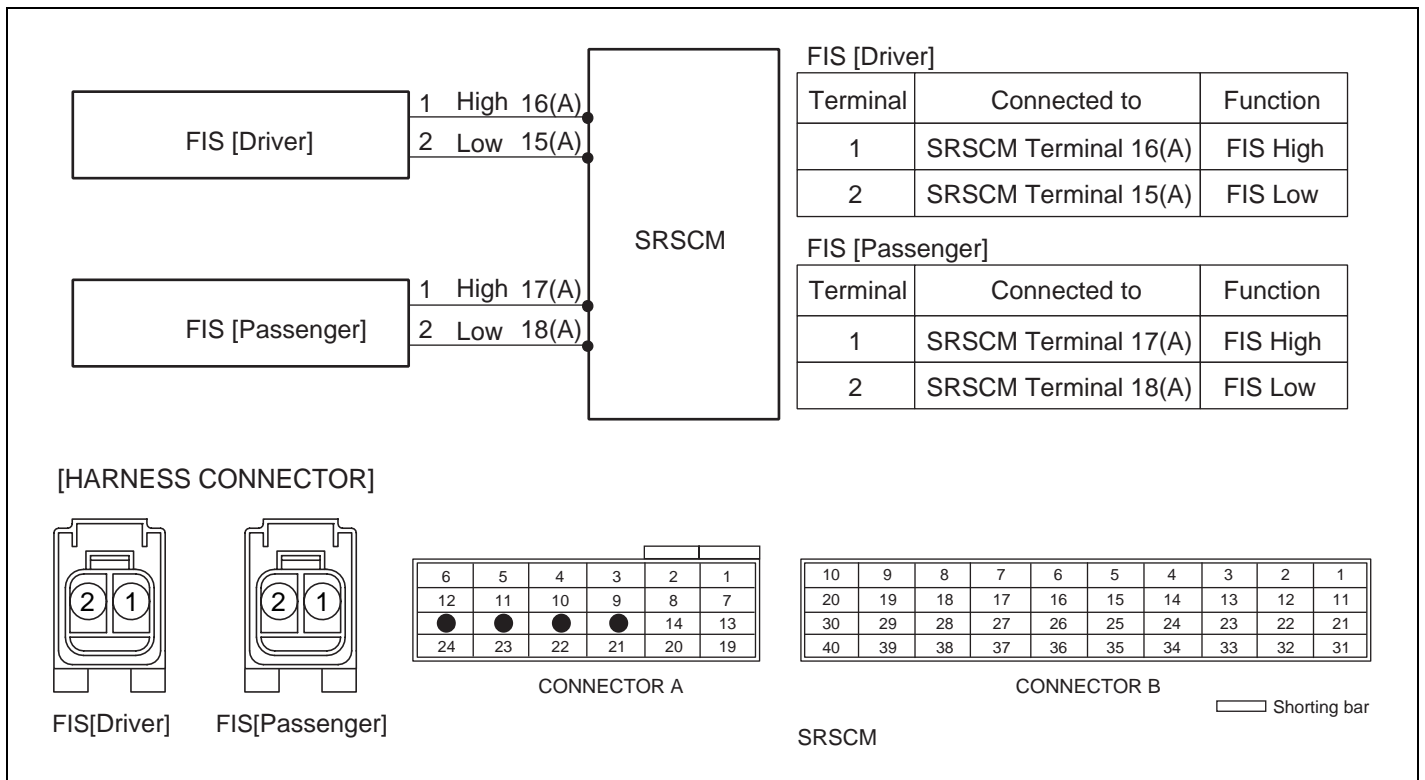 FIS [Driver]
1 High 16(A)
2 Low 15(A)
FIS [Passenger]
1 High 17(A)
2 Low 18(A)
SRSCM
FIS [Driver]
Terminal Connected to Function
1 SRSCM Terminal 16(A) FIS High
2 SRSCM Terminal 15(A) FIS Low
FIS [Passenger]
Terminal Connected to Function
1 SRSCM Terminal 17(A) FIS High
2 SRSCM Terminal 18(A) FIS Low
[HARNESS CONNECTOR]
2 1
FIS[Driver]
2 1
FIS[Passenger]
6 5 4 3 2 1
12 11 10 9 8 7
14 13
24 23 22 21 20 19
CONNECTOR A
10 9 8 7 6 5 4 3 2 1
20 19 18 17 16 15 14 13 12 11
30 29 28 27 26 25 24 23 22 21
40 39 38 37 36 35 34 33 32 31
CONNECTOR B
Shorting bar
SRSCM